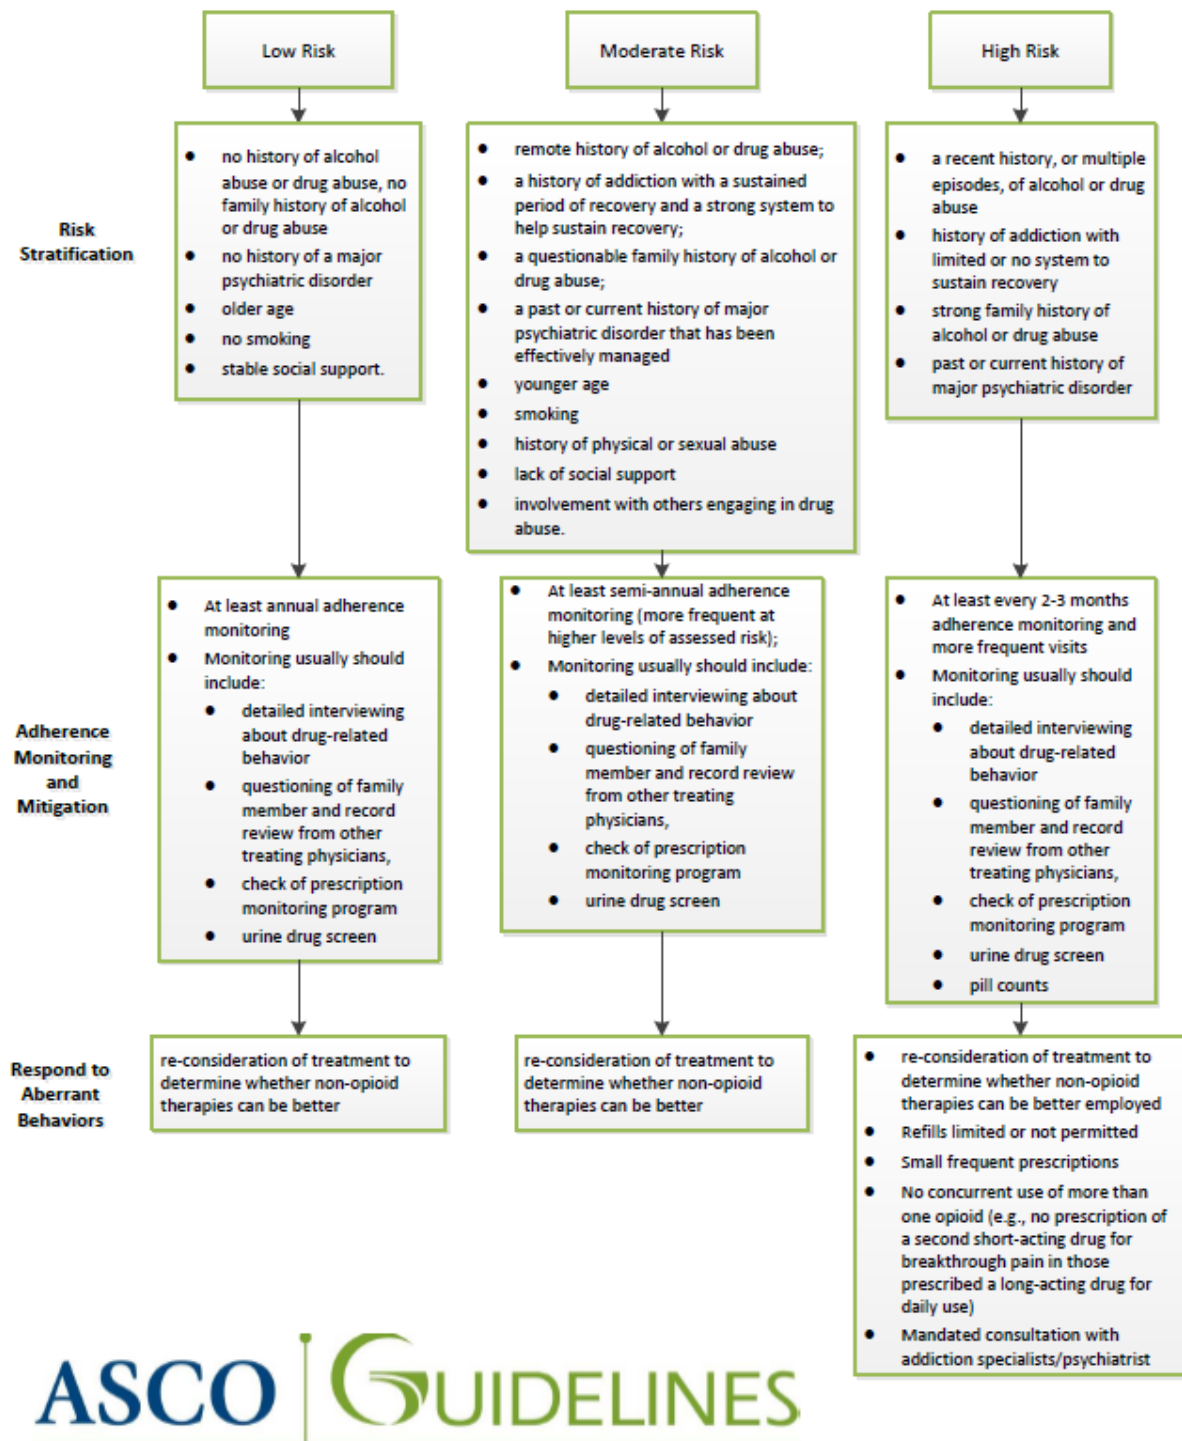 Low Risk
Moderate Risk
High Risk
Risk
Stratification
● no history of alcohol
abuse or drug abuse, no
family history of alcohol
or drug abuse
● no history of a major
psychiatric disorder
● older age
● no smoking
● stable social support.
● remote history of alcohol or drug abuse;
● a history of addiction with a sustained
period of recovery and a strong system to
help sustain recovery;
● a questionable family history of alcohol or
drug abuse;
● a past or current history of major
psychiatric disorder that has been
effectively managed
● younger age
● smoking
● history of physical or sexual abuse
● lack of social support
● involvement with others engaging in drug
abuse.
● a recent history, or multiple
episodes, of alcohol or drug
abuse
● history of addiction with
limited or no system to
sustain recovery
● strong family history of
alcohol or drug abuse
● past or current history of
major psychiatric disorder
Adherence
Monitoring
and
Mitigation
● At least annual adherence
monitoring
● Monitoring usually should
include:
● detailed interviewing
about drug-related
behavior
● questioning of family
member and record
review from other
treating physicians,
● check of prescription
monitoring program
● urine drug screen
● At least semi-annual adherence
monitoring (more frequent at
higher levels of assessed risk);
● Monitoring usually should include:
● detailed interviewing about
drug-related behavior
● questioning of family
member and record review
from other treating
physicians,
● check of prescription
monitoring program
● urine drug screen
● At least every 2-3 months
adherence monitoring and
more frequent visits
● Monitoring usually should
include:
● detailed interviewing
about drug-related
behavior
● questioning of family
member and record
review from other
treating physicians,
● check of prescription
monitoring program
● urine drug screen
● pill counts
Respond to
Aberrant
Behaviors
re-consideration of treatment to
determine whether non-opioid
therapies can be better
re-consideration of treatment to
determine whether non-opioid
therapies can be better
● re-consideration of treatment to
determine whether non-opioid
therapies can be better employed
● Refills limited or not permitted
● Small frequent prescriptions
● No concurrent use of more than
one opioid (e.g., no prescription of
a second short-acting drug for
breakthrough pain in those
prescribed a long-acting drug for
daily use)
● Mandated consultation with
addiction specialists/psychiatrist
ASCO GUIDELINES